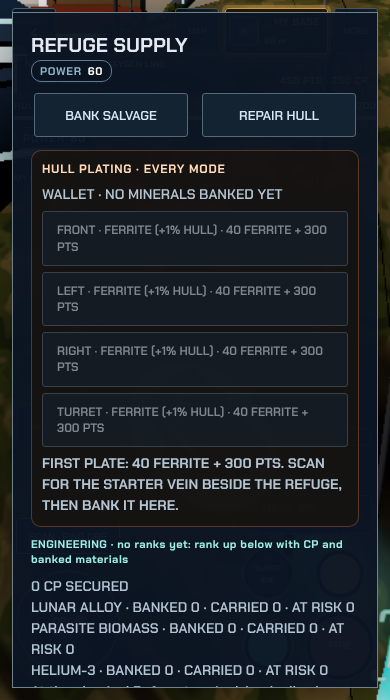 REFUGE SUPPLY
POWER 60
BANK SALVAGE
REPAIR HULL
HULL PLATING · EVERY MODE
WALLET · NO MINERALS BANKED YET
FRONT · FERRITE (+1% HULL) · 40 FERRITE + 300
PTS
LEFT · FERRITE (+1% HULL) · 40 FERRITE + 300
PTS
RIGHT · FERRITE (+1% HULL) · 40 FERRITE + 300
PTS
TURRET · FERRITE (+1% HULL) · 40 FERRITE +
300 PTS
FIRST PLATE: 40 FERRITE + 300 PTS. SCAN
FOR THE STARTER VEIN BESIDE THE REFUGE,
THEN BANK IT HERE.
ENGINEERING · no ranks yet: rank up below with CP and
banked materials
0 CP SECURED
LUNAR ALLOY · BANKED 0 · CARRIED 0 · AT RISK 0
PARASITE BIOMASS · BANKED 0 · CARRIED 0 · AT
RISK 0
HELIUM-3 · BANKED 0 · CARRIED 0 · AT RISK 0